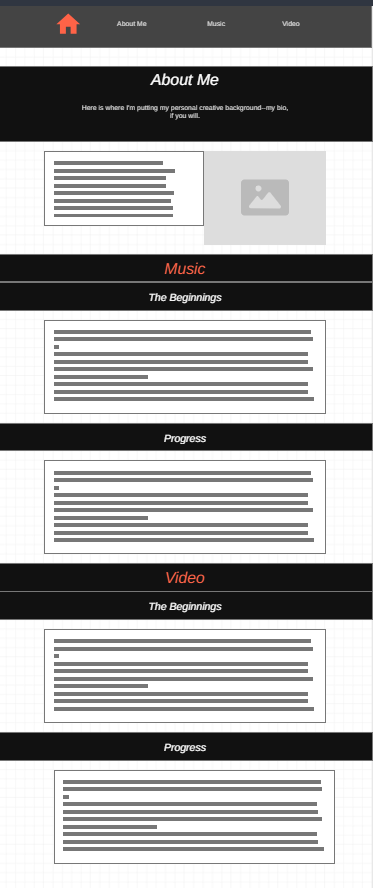 About Me
Music
Video
About Me
Here is where I'm putting my personal creative background--my bio,
if you will.
Music
The Beginnings
Progress
Video
The Beginnings
Progress